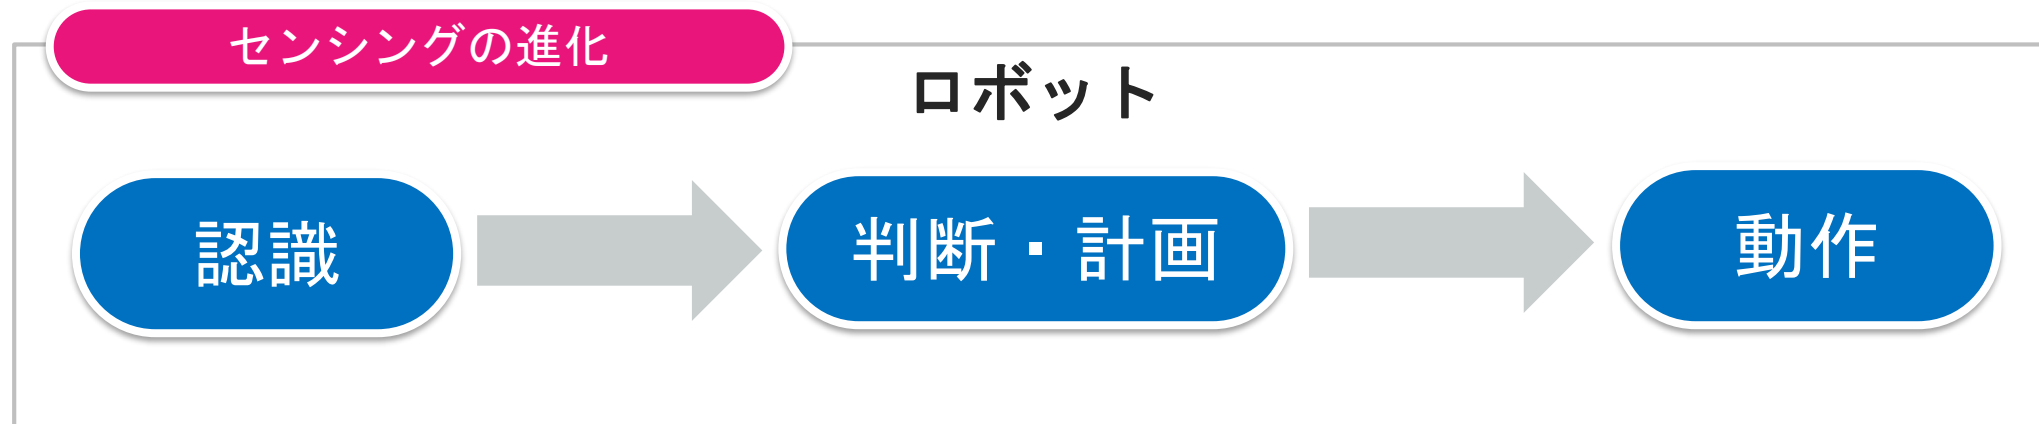 センシングの進化
ロボット
認識
判断・計画
動作